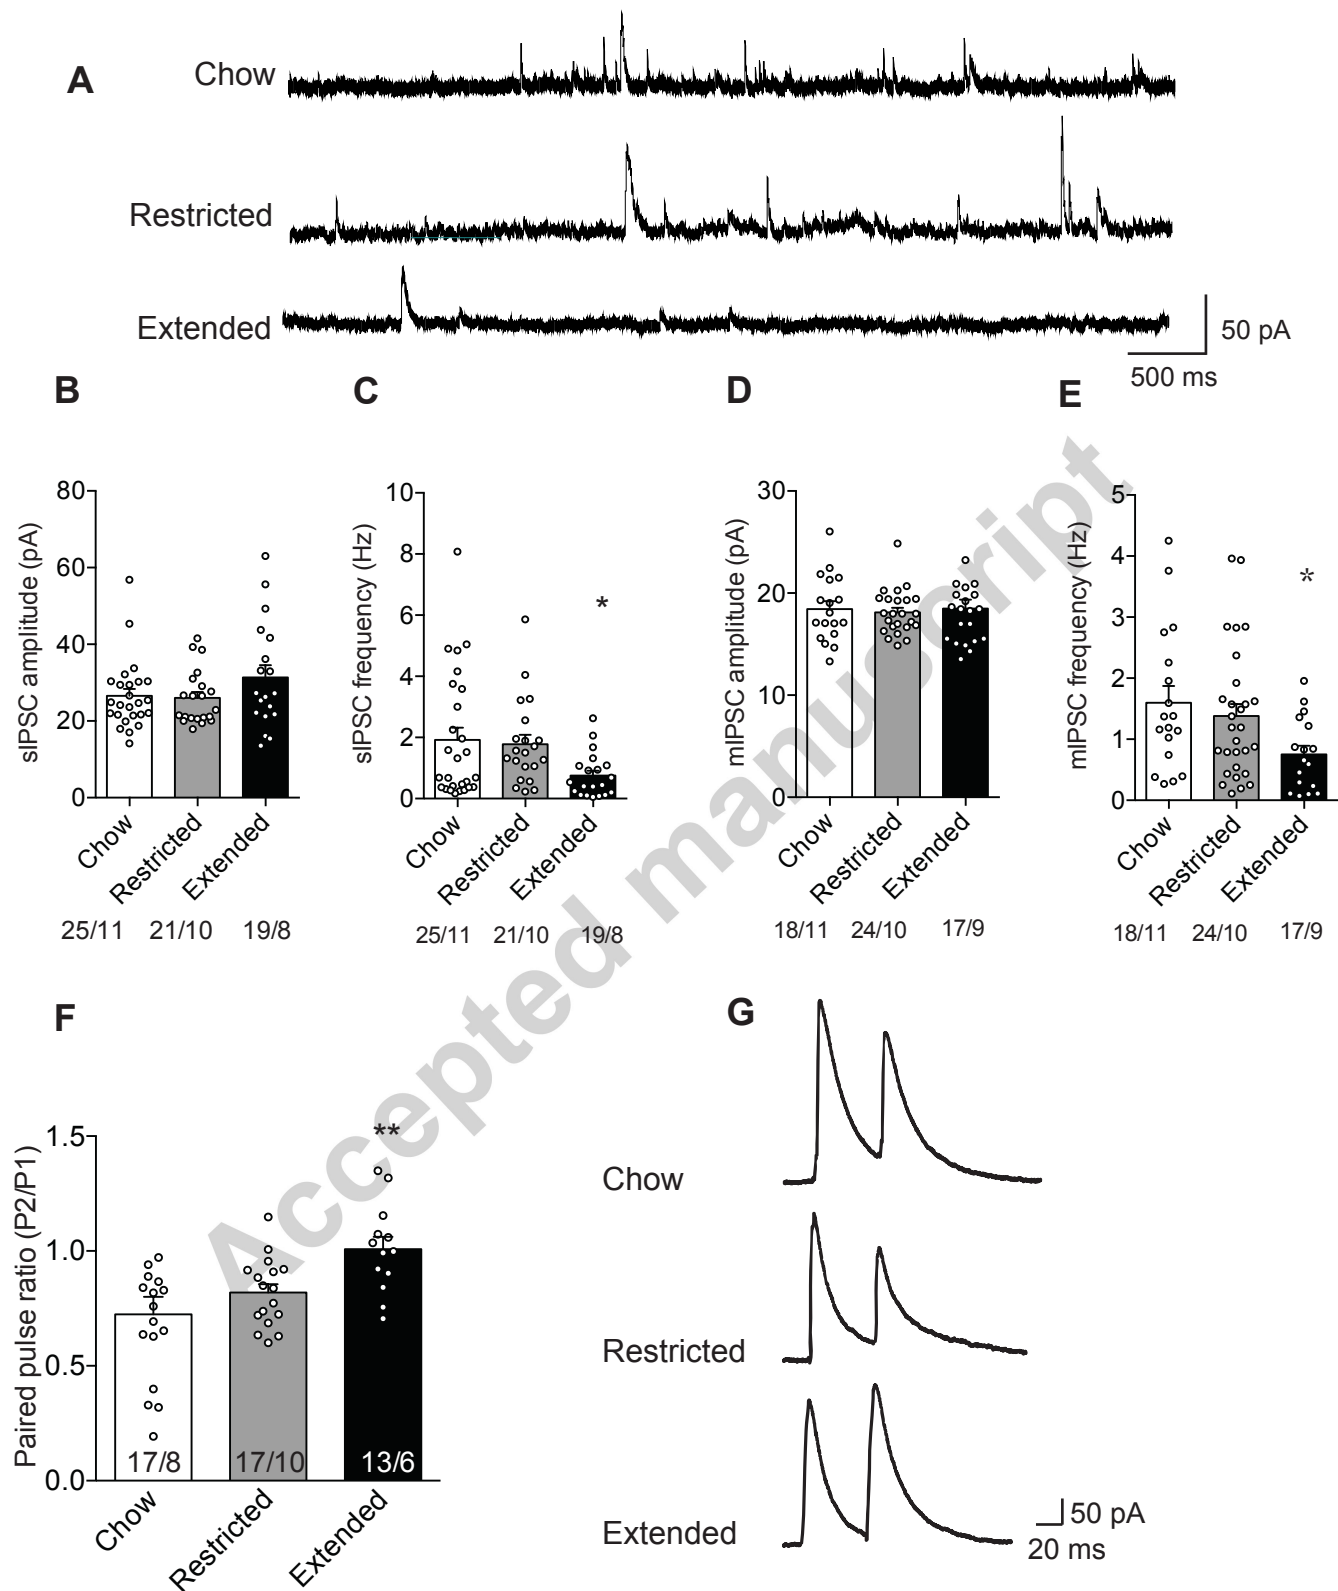 A
Chow
Restricted
Extended
50 pA
500 ms
B
C
D
E
sIPSC amplitude (pA)
80
60
40
20
0
Chow
Restricted
Extended
25/11 21/10 19/8
sIPSC frequency (Hz)
10
8
6
4
2
0
*
Chow
Restricted
Extended
25/11 21/10 19/8
mIPSC amplitude (pA)
30
20
10
0
Chow
Restricted
Extended
18/11 24/10 17/9
mIPSC frequency (Hz)
5
4
3
2
1
0
*
Chow
Restricted
Extended
18/11 24/10 17/9
Accepted manuscript
F
Paired pulse ratio (P2/P1)
1.5
1.0
0.5
0.0
**
17/8 17/10 13/6
Chow
Restricted
Extended
G
Chow
Restricted
Extended
50 pA
20 ms